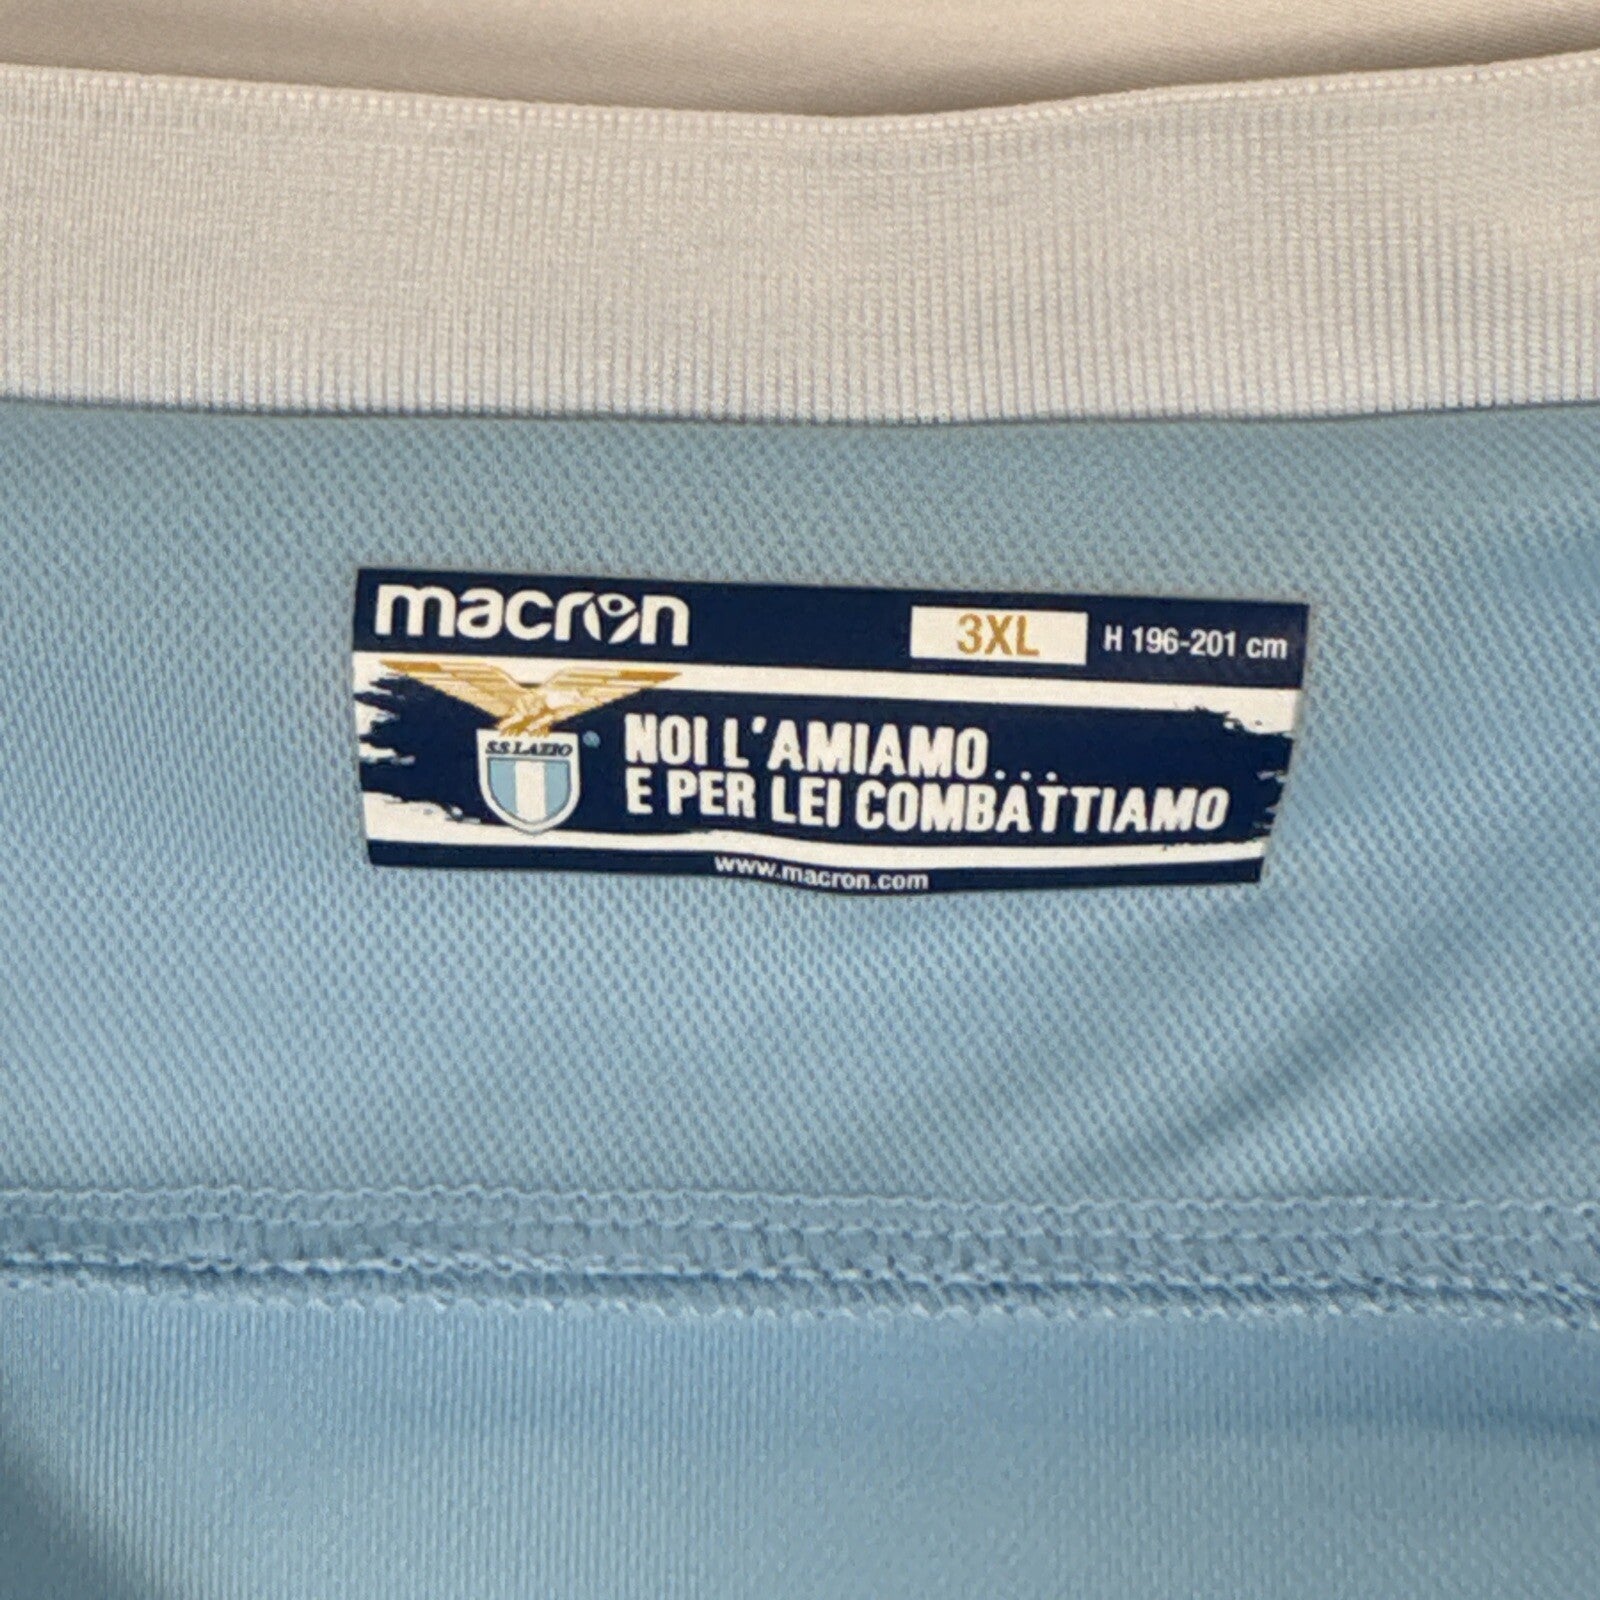 macron
3XL H 196-201 cm
S.S.LAZIO
NOI L'AMIAMO...
E PER LEI COMBATTIAMO
www.macron.com